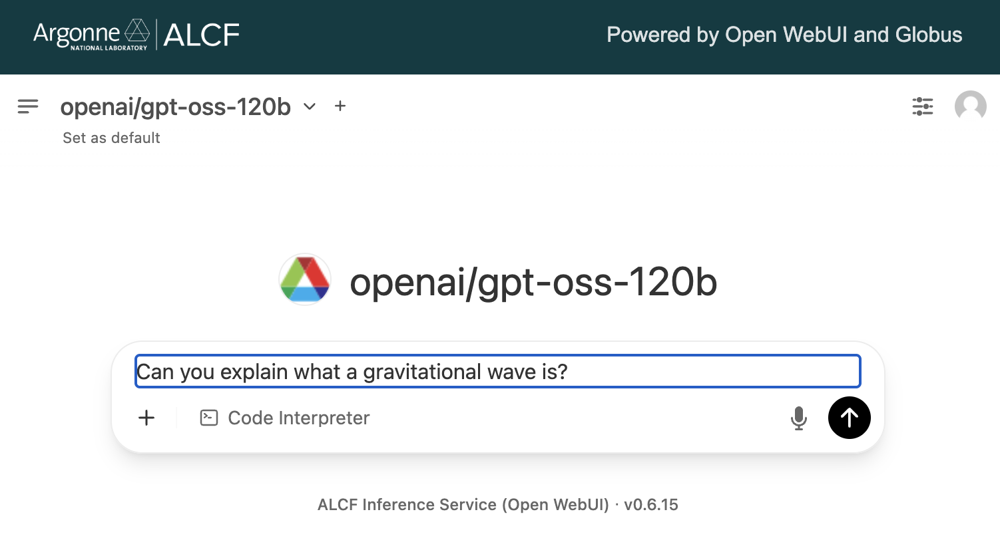 Argonne NATIONAL LABORATORY | ALCF
Powered by Open WebUI and Globus
openai/gpt-oss-120b
Set as default
openai/gpt-oss-120b
Can you explain what a gravitational wave is?
Code Interpreter
ALCF Inference Service (Open WebUI) · v0.6.15